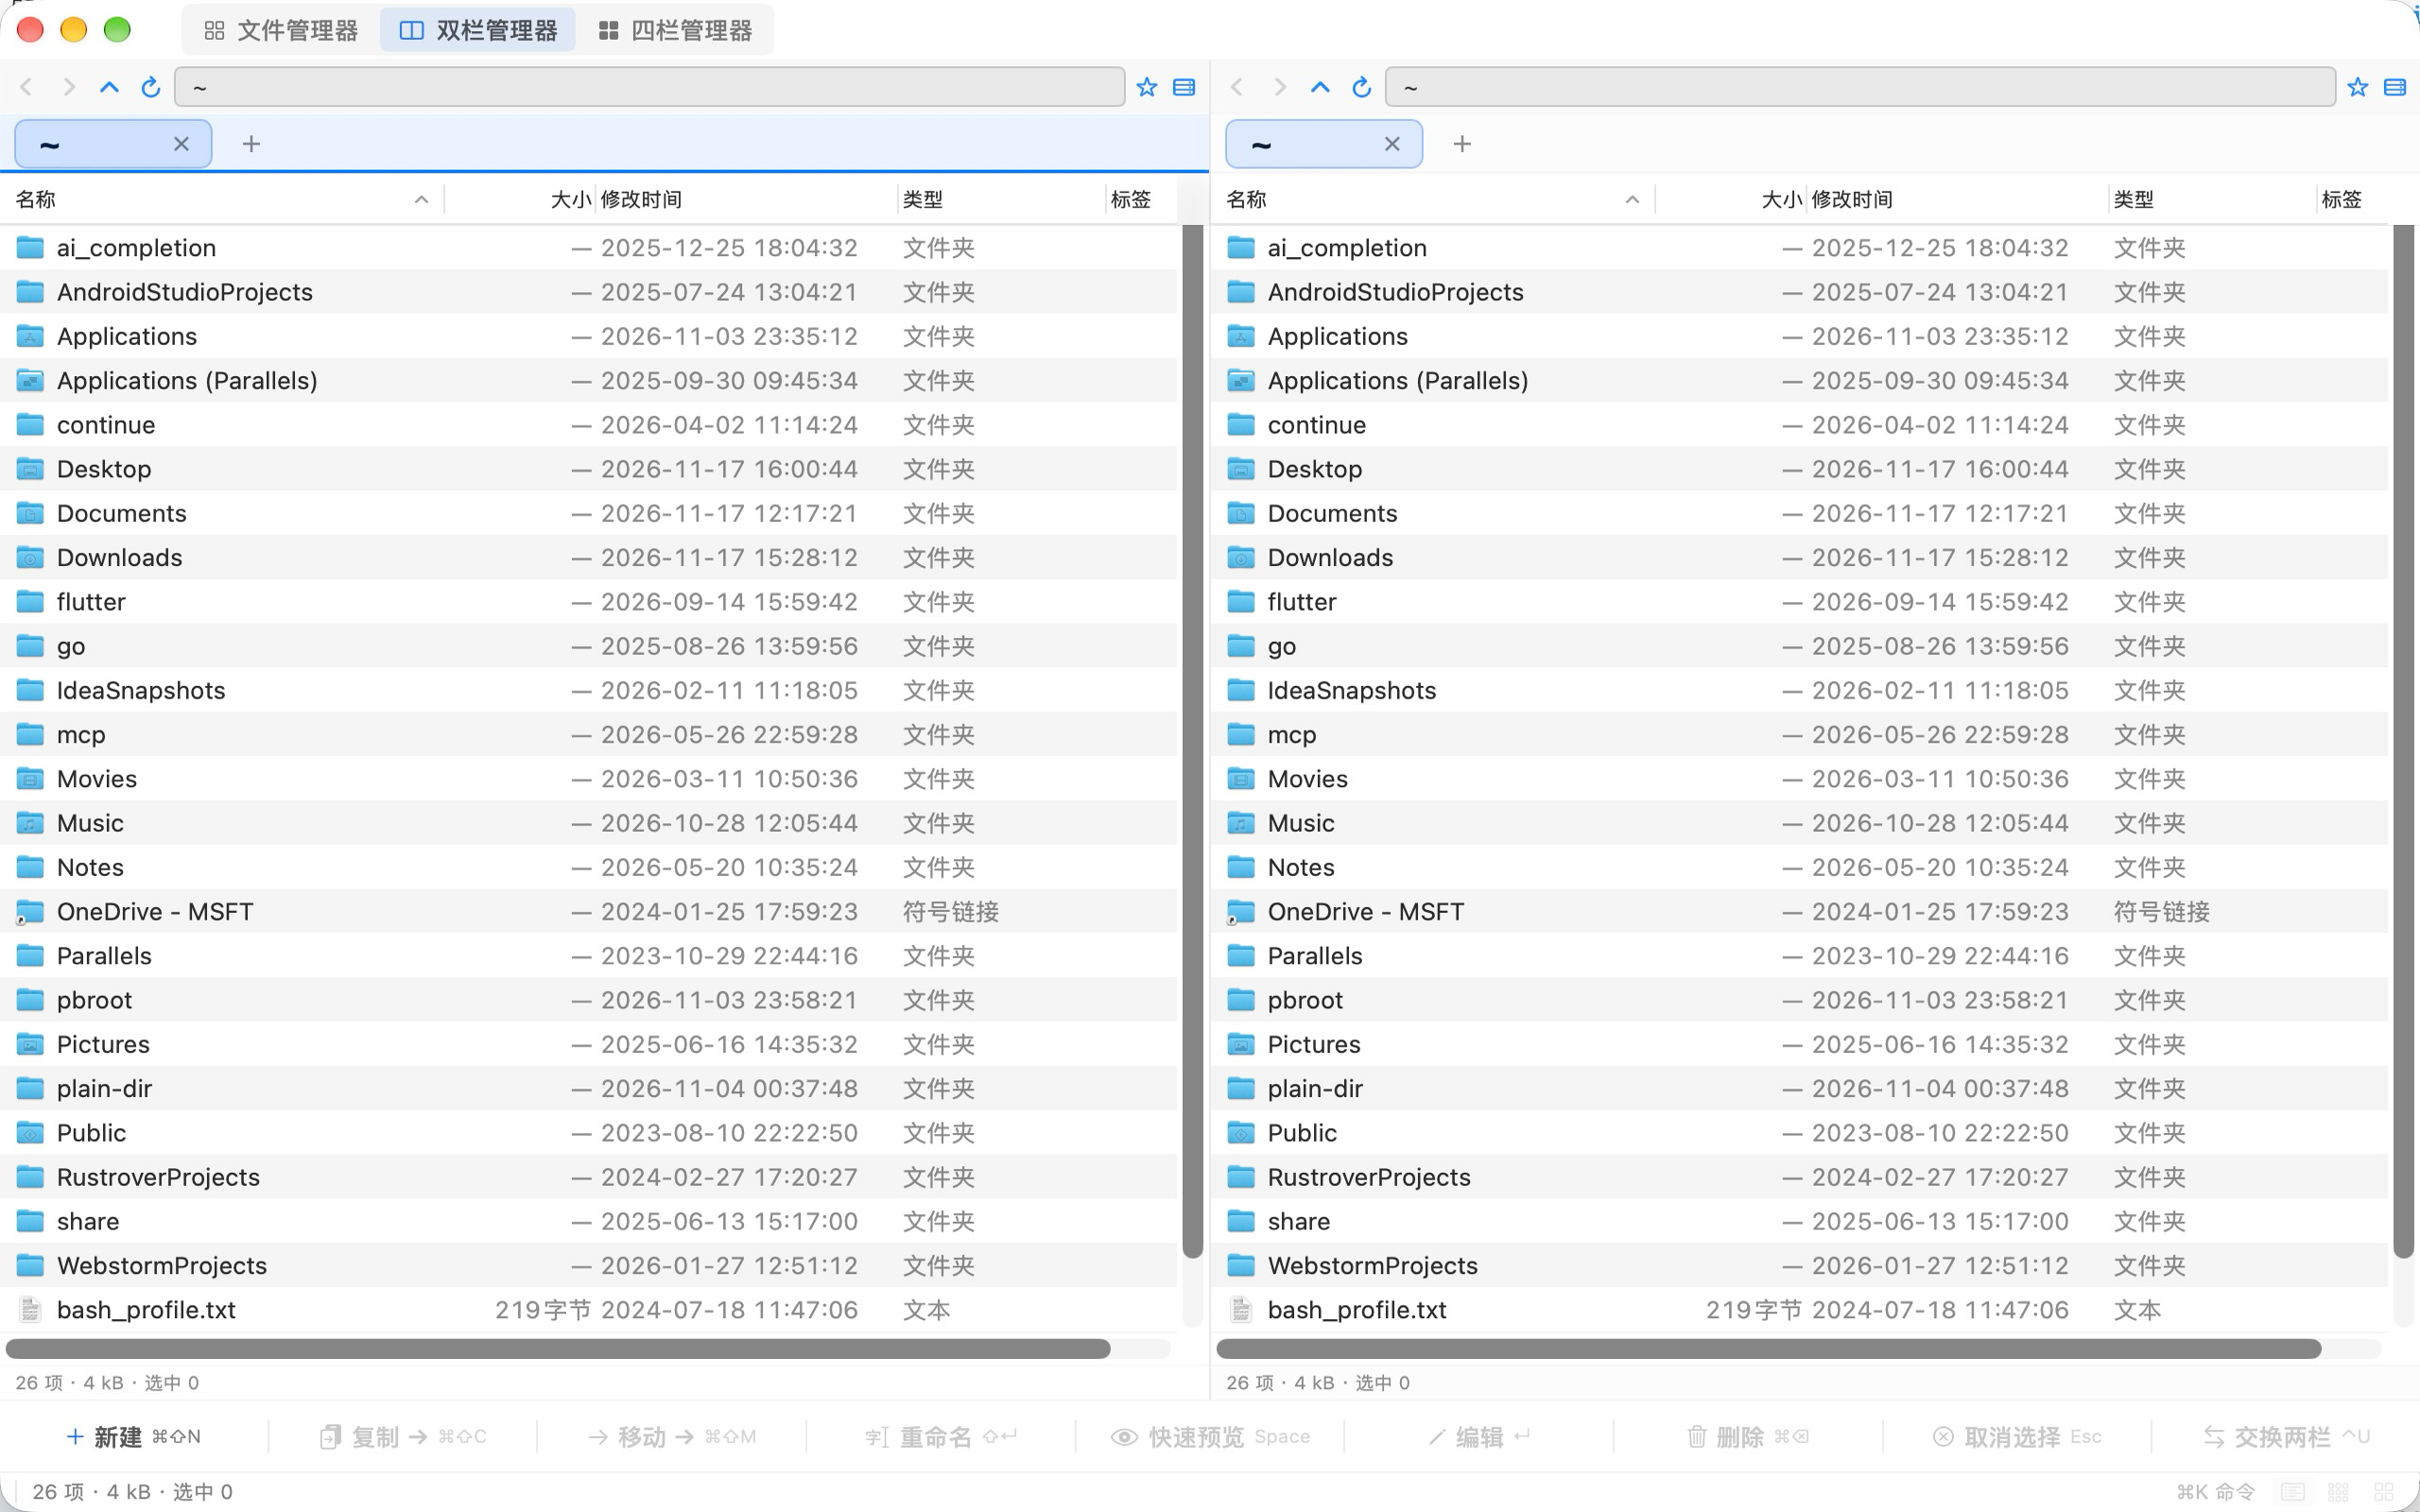 文件管理器 双栏管理器 四栏管理器
~
~
名称 大小 修改时间 类型 标签
ai_completion — 2025-12-25 18:04:32 文件夹
AndroidStudioProjects — 2025-07-24 13:04:21 文件夹
Applications — 2026-11-03 23:35:12 文件夹
Applications (Parallels) — 2025-09-30 09:45:34 文件夹
continue — 2026-04-02 11:14:24 文件夹
Desktop — 2026-11-17 16:00:44 文件夹
Documents — 2026-11-17 12:17:21 文件夹
Downloads — 2026-11-17 15:28:12 文件夹
flutter — 2026-09-14 15:59:42 文件夹
go — 2025-08-26 13:59:56 文件夹
IdeaSnapshots — 2026-02-11 11:18:05 文件夹
mcp — 2026-05-26 22:59:28 文件夹
Movies — 2026-03-11 10:50:36 文件夹
Music — 2026-10-28 12:05:44 文件夹
Notes — 2026-05-20 10:35:24 文件夹
OneDrive - MSFT — 2024-01-25 17:59:23 符号链接
Parallels — 2023-10-29 22:44:16 文件夹
pbroot — 2026-11-03 23:58:21 文件夹
Pictures — 2025-06-16 14:35:32 文件夹
plain-dir — 2026-11-04 00:37:48 文件夹
Public — 2023-08-10 22:22:50 文件夹
RustroverProjects — 2024-02-27 17:20:27 文件夹
share — 2025-06-13 15:17:00 文件夹
WebstormProjects — 2026-01-27 12:51:12 文件夹
bash_profile.txt 219字节 2024-07-18 11:47:06 文本
26 项 · 4 kB · 选中 0
~
~
名称 大小 修改时间 类型 标签
ai_completion — 2025-12-25 18:04:32 文件夹
AndroidStudioProjects — 2025-07-24 13:04:21 文件夹
Applications — 2026-11-03 23:35:12 文件夹
Applications (Parallels) — 2025-09-30 09:45:34 文件夹
continue — 2026-04-02 11:14:24 文件夹
Desktop — 2026-11-17 16:00:44 文件夹
Documents — 2026-11-17 12:17:21 文件夹
Downloads — 2026-11-17 15:28:12 文件夹
flutter — 2026-09-14 15:59:42 文件夹
go — 2025-08-26 13:59:56 文件夹
IdeaSnapshots — 2026-02-11 11:18:05 文件夹
mcp — 2026-05-26 22:59:28 文件夹
Movies — 2026-03-11 10:50:36 文件夹
Music — 2026-10-28 12:05:44 文件夹
Notes — 2026-05-20 10:35:24 文件夹
OneDrive - MSFT — 2024-01-25 17:59:23 符号链接
Parallels — 2023-10-29 22:44:16 文件夹
pbroot — 2026-11-03 23:58:21 文件夹
Pictures — 2025-06-16 14:35:32 文件夹
plain-dir — 2026-11-04 00:37:48 文件夹
Public — 2023-08-10 22:22:50 文件夹
RustroverProjects — 2024-02-27 17:20:27 文件夹
share — 2025-06-13 15:17:00 文件夹
WebstormProjects — 2026-01-27 12:51:12 文件夹
bash_profile.txt 219字节 2024-07-18 11:47:06 文本
26 项 · 4 kB · 选中 0
新建 ⌘⇧N 复制 → ⌘⇧C 移动 → ⌘⇧M 重命名 ⇧↩ 快速预览 Space 编辑 ↩ 删除 ⌘⌫ 取消选择 Esc 交换两栏 ^U
26 项 · 4 kB · 选中 0 ⌘K 命令